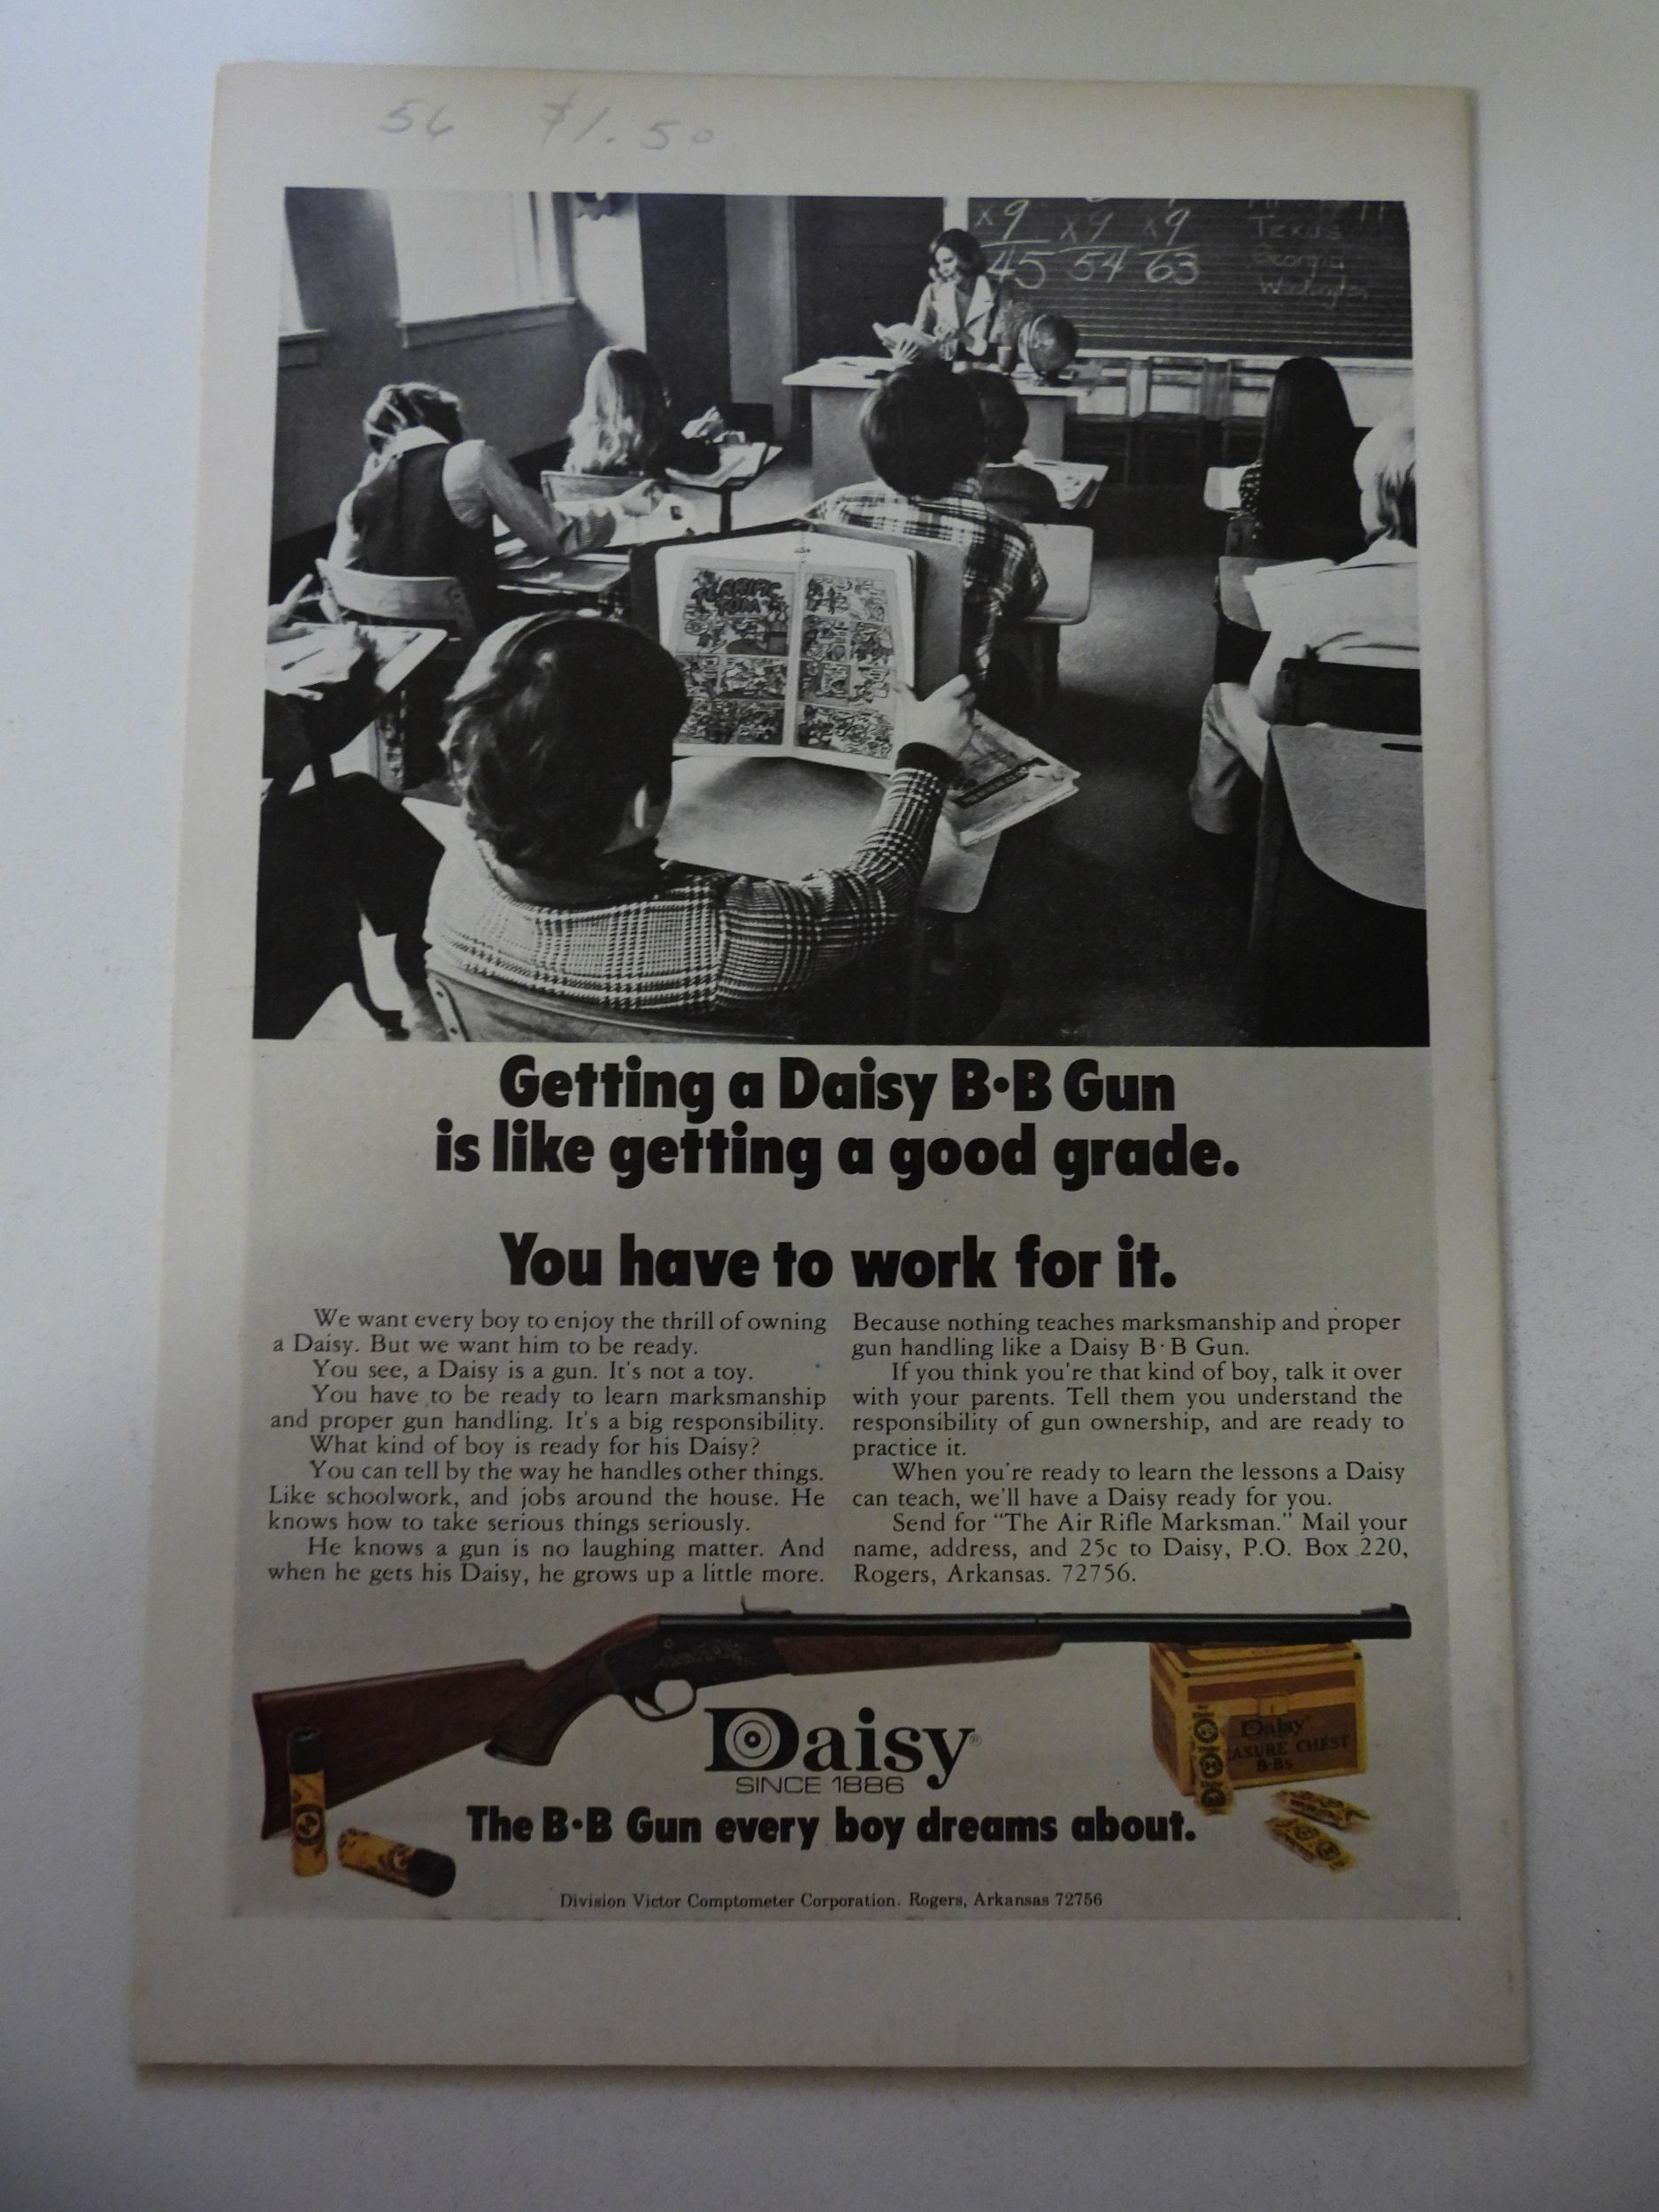 56 $1.50
x9 x9 x9
45 54 63
Texas
Georgia
Washington
TERRIFIC
TOM
Getting a Daisy B·B Gun
is like getting a good grade.
You have to work for it.
We want every boy to enjoy the thrill of owning
a Daisy. But we want him to be ready.
You see, a Daisy is a gun. It's not a toy.
You have to be ready to learn marksmanship
and proper gun handling. It's a big responsibility.
What kind of boy is ready for his Daisy?
You can tell by the way he handles other things.
Like schoolwork, and jobs around the house. He
knows how to take serious things seriously.
He knows a gun is no laughing matter. And
when he gets his Daisy, he grows up a little more.
Because nothing teaches marksmanship and proper
gun handling like a Daisy B·B Gun.
If you think you're that kind of boy, talk it over
with your parents. Tell them you understand the
responsibility of gun ownership, and are ready to
practice it.
When you're ready to learn the lessons a Daisy
can teach, we'll have a Daisy ready for you.
Send for "The Air Rifle Marksman." Mail your
name, address, and 25c to Daisy, P.O. Box 220,
Rogers, Arkansas. 72756.
Daisy®
SINCE 1886
Daisy
ASURE CHEST
B·Bs
The B·B Gun every boy dreams about.
Division Victor Comptometer Corporation. Rogers, Arkansas 72756